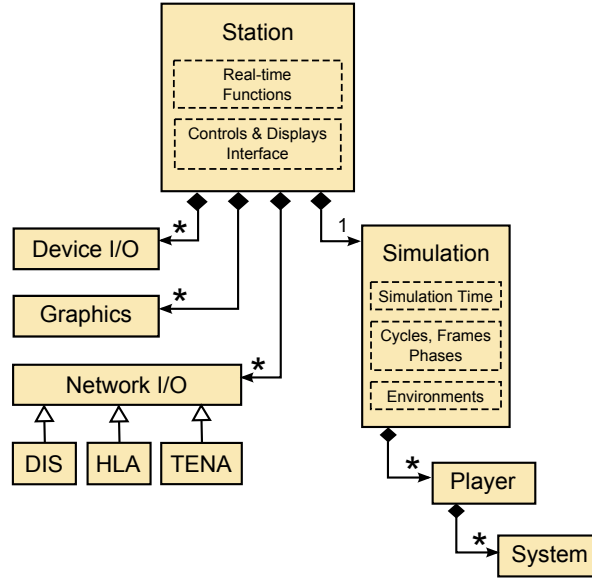 Station
Real-time
Functions
Controls & Displays
Interface
*
Device I/O
*
Graphics
*
Network I/O
DIS
HLA
TENA
1
Simulation
Simulation Time
Cycles, Frames
Phases
Environments
*
Player
*
System